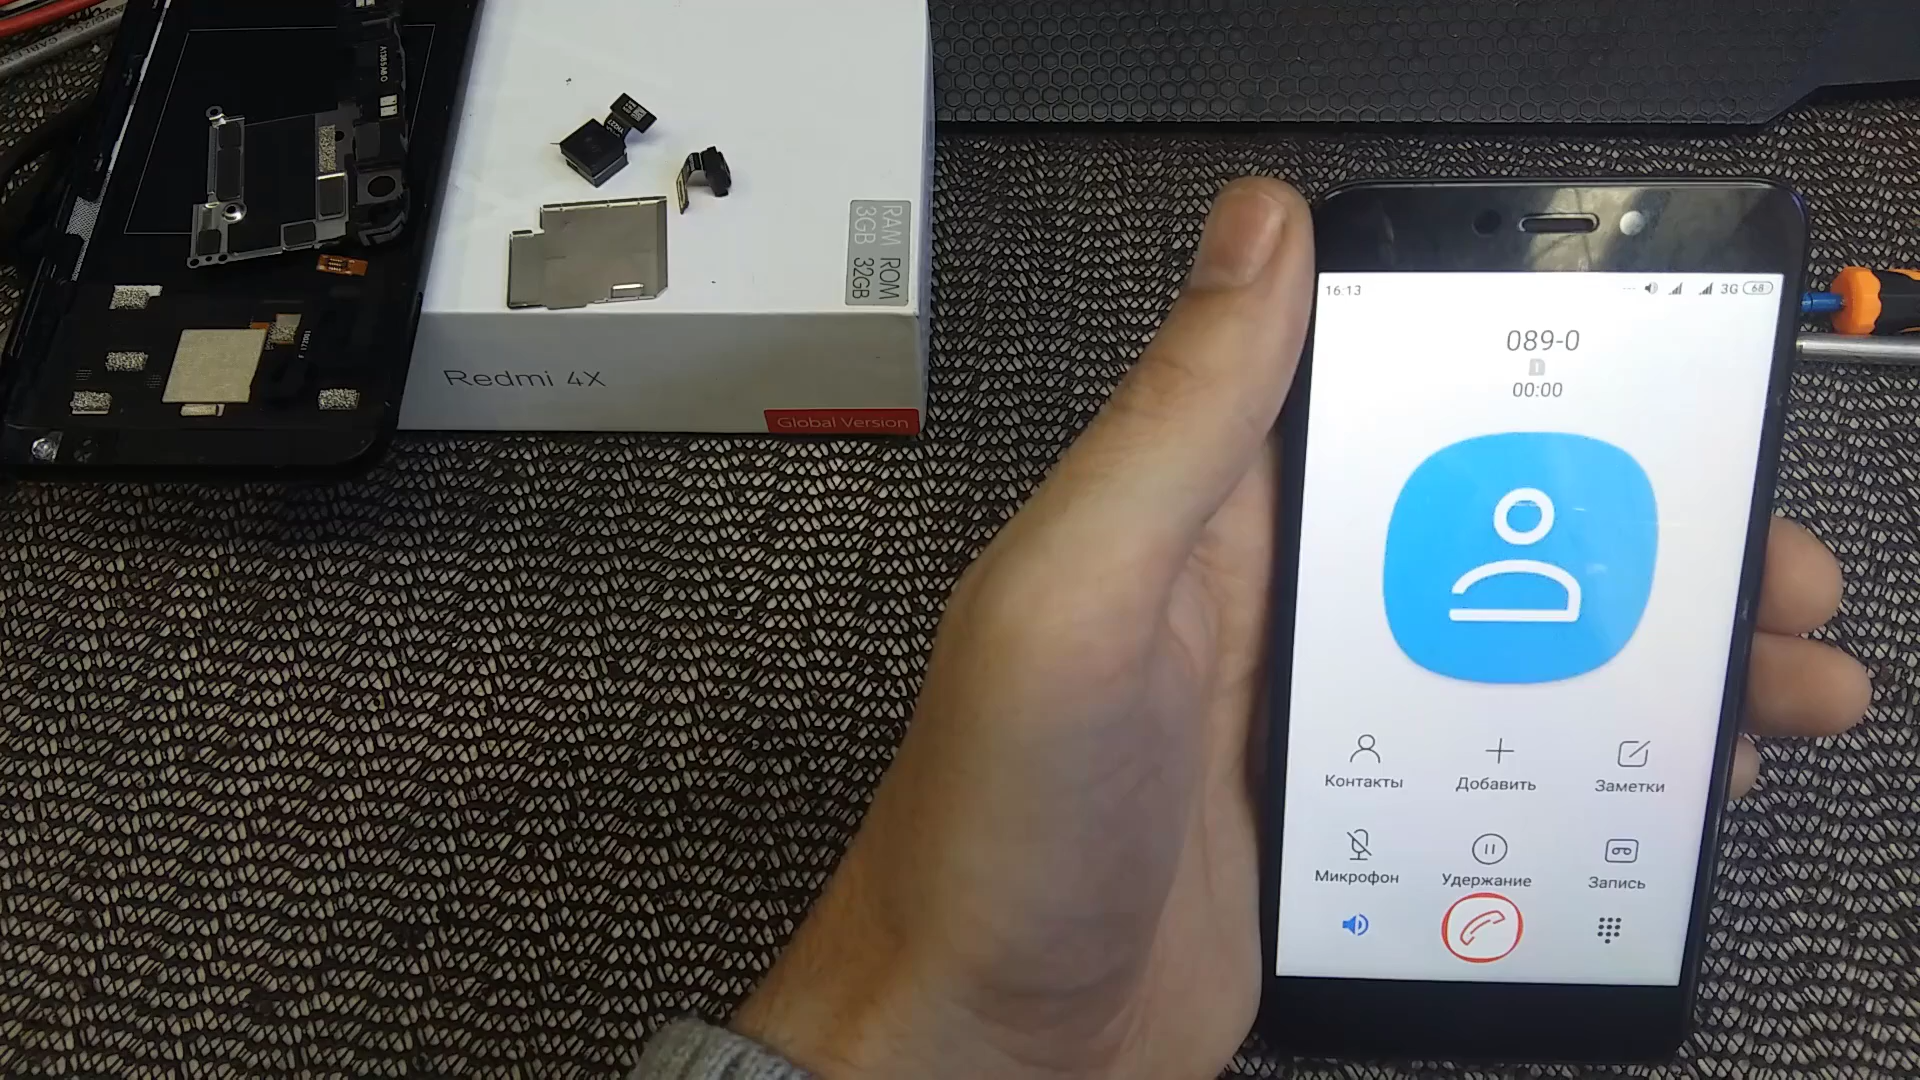 RAM ROM
3GB 32GB
Redmi 4X
Global Version
16:13
3G 68
089-0
1
00:00
Контакты Добавить Заметки
Микрофон Удержание Запись